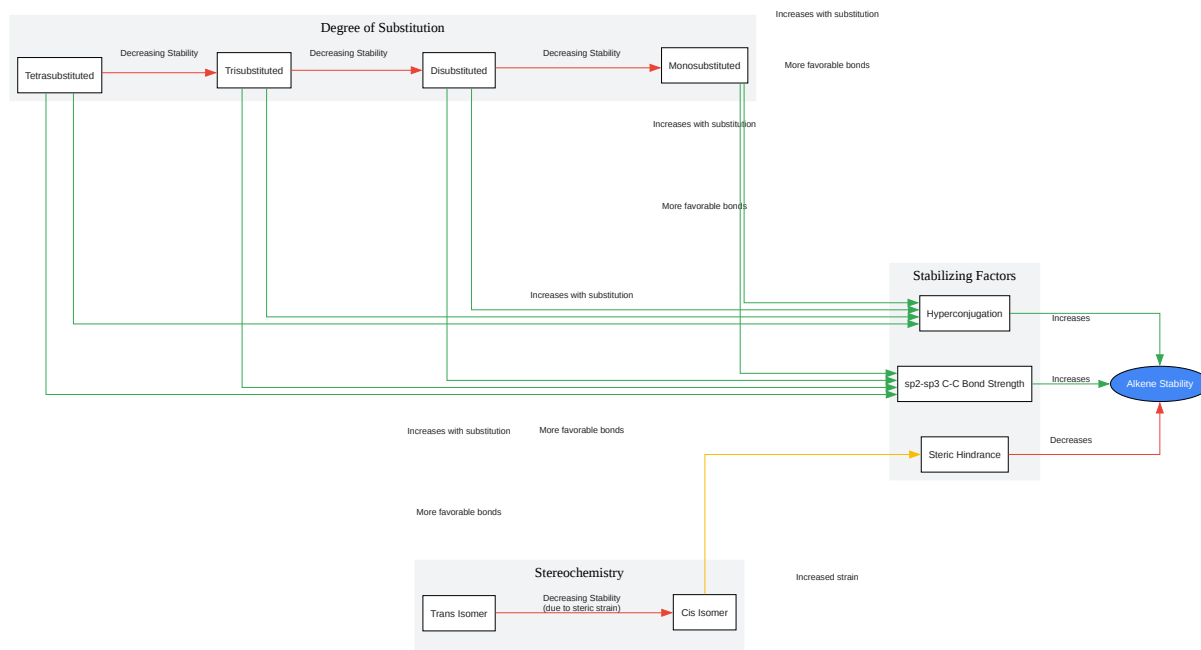 Increases with substitution
Degree of Substitution
Decreasing Stability
Decreasing Stability
Decreasing Stability
Tetrasubstituted
Trisubstituted
Disubstituted
Monosubstituted
More favorable bonds
Increases with substitution
More favorable bonds
Stabilizing Factors
Increases with substitution
Hyperconjugation
Increases
sp2-sp3 C-C Bond Strength
Increases
Alkene Stability
Increases with substitution
More favorable bonds
Steric Hindrance
Decreases
More favorable bonds
Stereochemistry
Increased strain
Trans Isomer
Decreasing Stability
(due to steric strain)
Cis Isomer